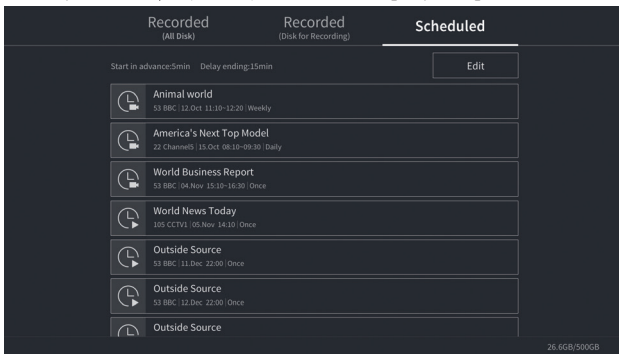 Recorded
(All Disk)
Recorded
(Disk for Recording)
Scheduled
Start in advance:5min Delay ending:15min
Edit
Animal world
53 BBC|12.Oct 11:10~12:20|Weekly
America's Next Top Model
22 Channel5|15.Oct 08:10~09:30|Daily
World Business Report
53 BBC|04.Nov 15:10~16:30|Once
World News Today
105 CCTV1|05.Nov 14:10|Once
Outside Source
53 BBC|11.Dec 22:00|Once
Outside Source
53 BBC|12.Dec 22:00|Once
Outside Source
26.6GB/500GB